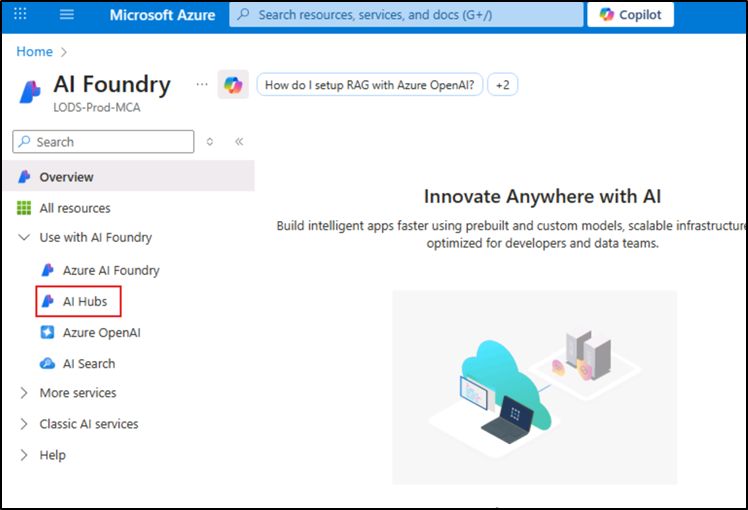 Microsoft Azure
Search resources, services, and docs (G+/)
Copilot
Home
AI Foundry
...
LODS-Prod-MCA
How do I setup RAG with Azure OpenAI?
+2
Search
Overview
All resources
Use with AI Foundry
Azure AI Foundry
AI Hubs
Azure OpenAI
AI Search
More services
Classic AI services
Help
Innovate Anywhere with AI
Build intelligent apps faster using prebuilt and custom models, scalable infrastructure
optimized for developers and data teams.